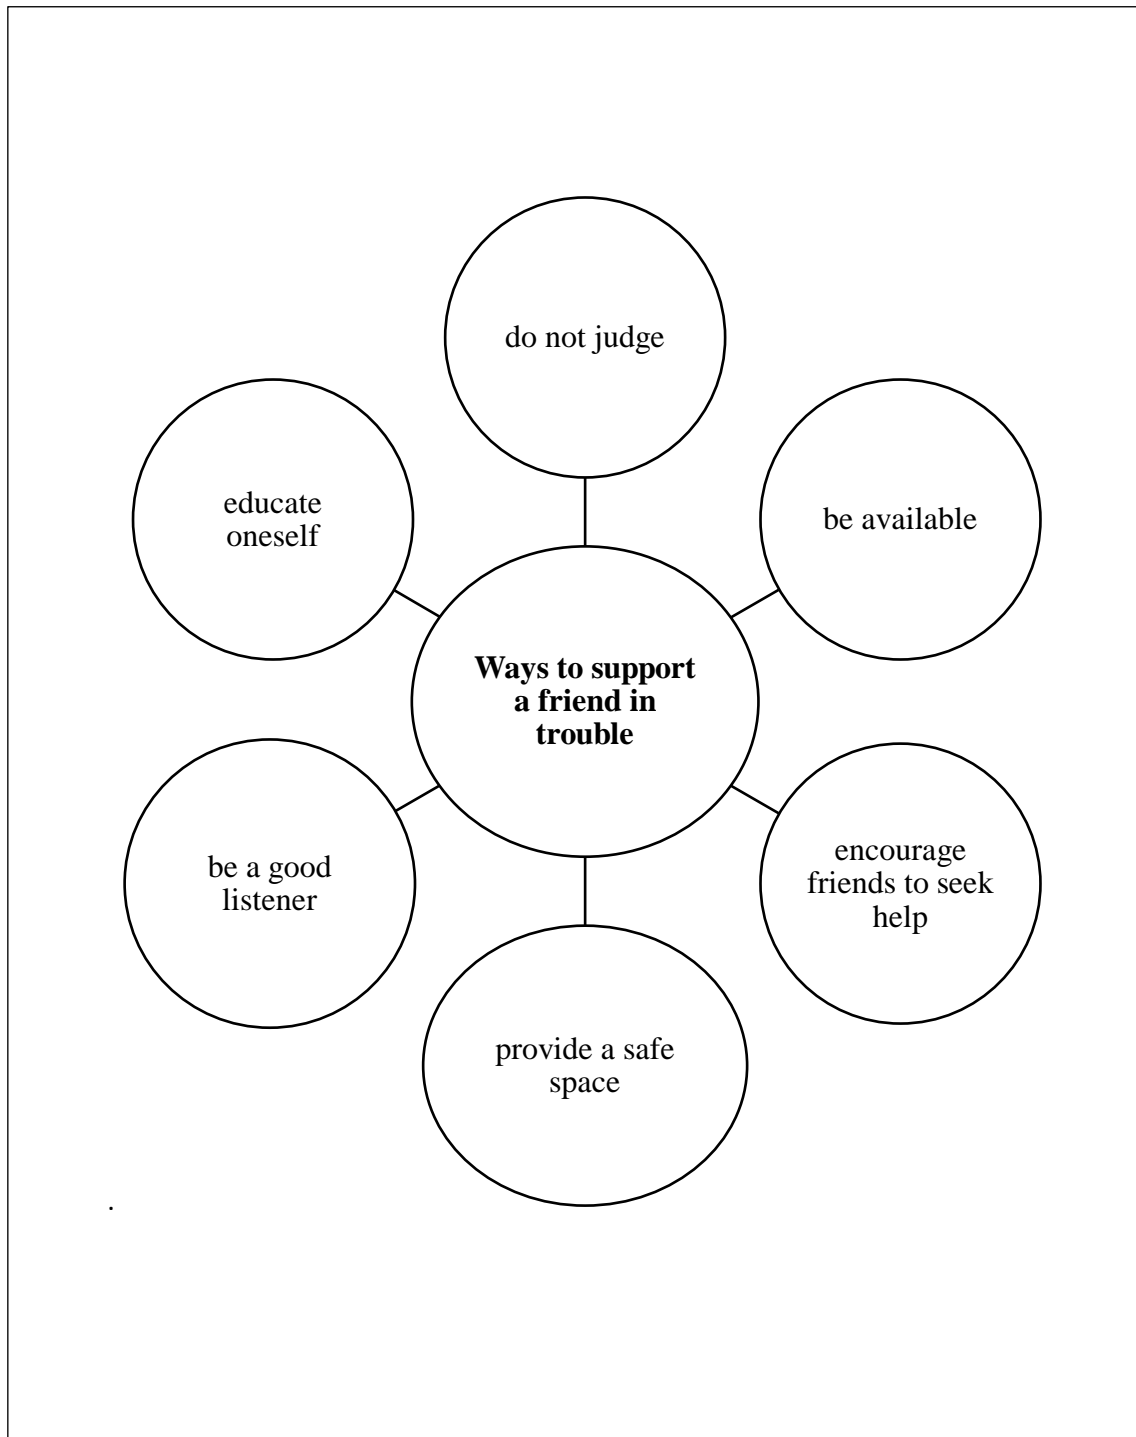 do not judge
educate
oneself
be available
Ways to support
a friend in
trouble
be a good
listener
encourage
friends to seek
help
provide a safe
space
.